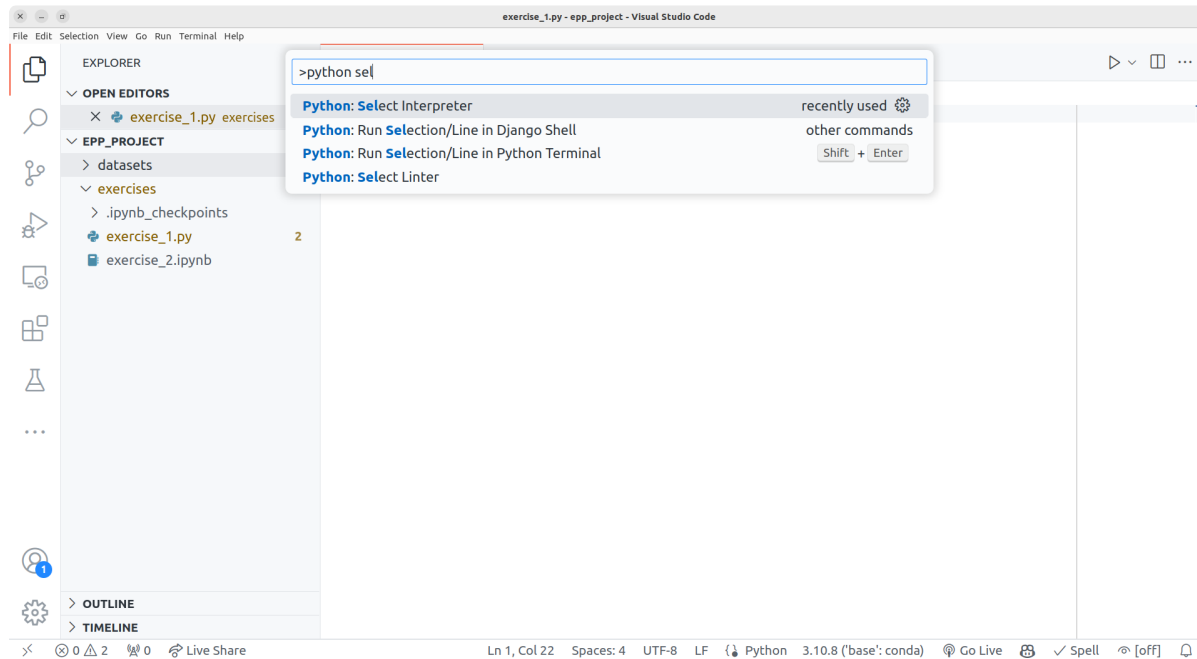 exercise_1.py - epp_project - Visual Studio Code
File Edit Selection View Go Run Terminal Help
EXPLORER
>python sel
OPEN EDITORS
Python: Select Interpreter recently used
exercise_1.py exercises
Python: Run Selection/Line in Django Shell other commands
EPP_PROJECT
Python: Run Selection/Line in Python Terminal Shift + Enter
datasets
Python: Select Linter
exercises
.ipynb_checkpoints
exercise_1.py 2
exercise_2.ipynb
1
OUTLINE
TIMELINE
0 2 0 Live Share Ln 1, Col 22 Spaces: 4 UTF-8 LF Python 3.10.8 ('base': conda) Go Live Spell [off]